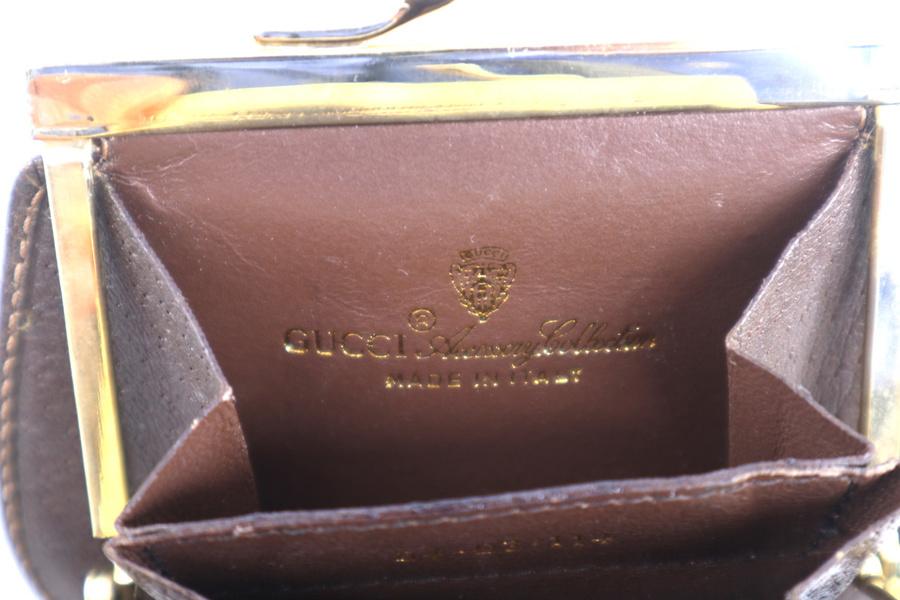 GUCCI
GUCCI ® Accessory Collection
MADE IN ITALY